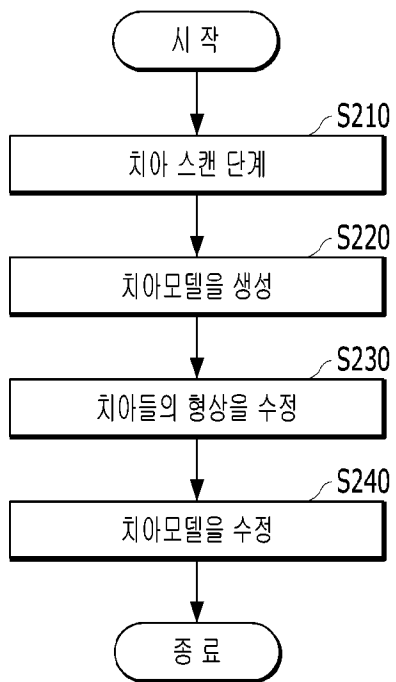 시 작
S210
치아 스캔 단계
S220
치아모델을 생성
S230
치아들의 형상을 수정
S240
치아모델을 수정
종 료